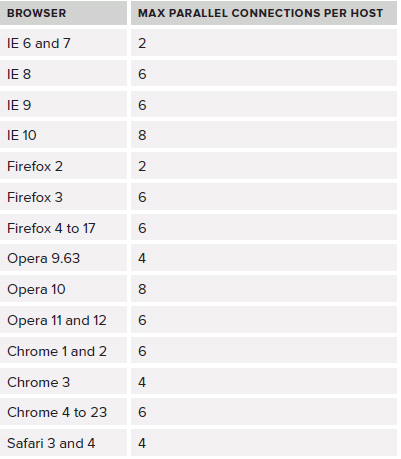 BROWSER MAX PARALLEL CONNECTIONS PER HOST
IE 6 and 7 2
IE 8 6
IE 9 6
IE 10 8
Firefox 2 2
Firefox 3 6
Firefox 4 to 17 6
Opera 9.63 4
Opera 10 8
Opera 11 and 12 6
Chrome 1 and 2 6
Chrome 3 4
Chrome 4 to 23 6
Safari 3 and 4 4